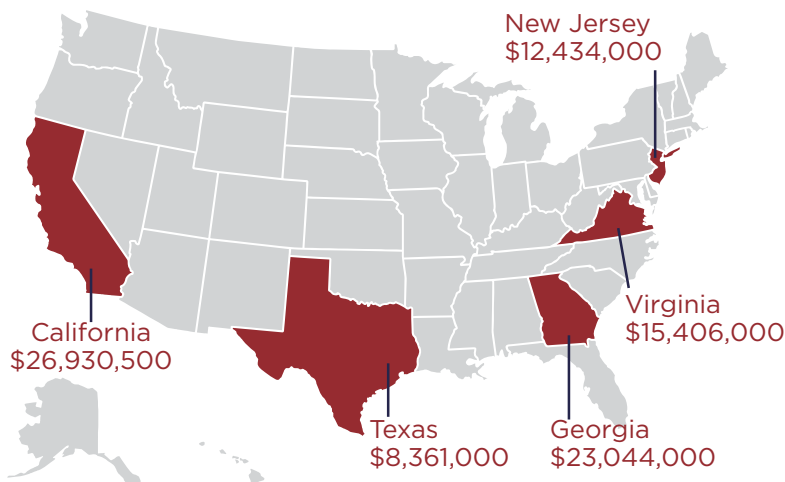 New Jersey
$12,434,000
Virginia
$15,406,000
California
$26,930,500
Texas
$8,361,000
Georgia
$23,044,000